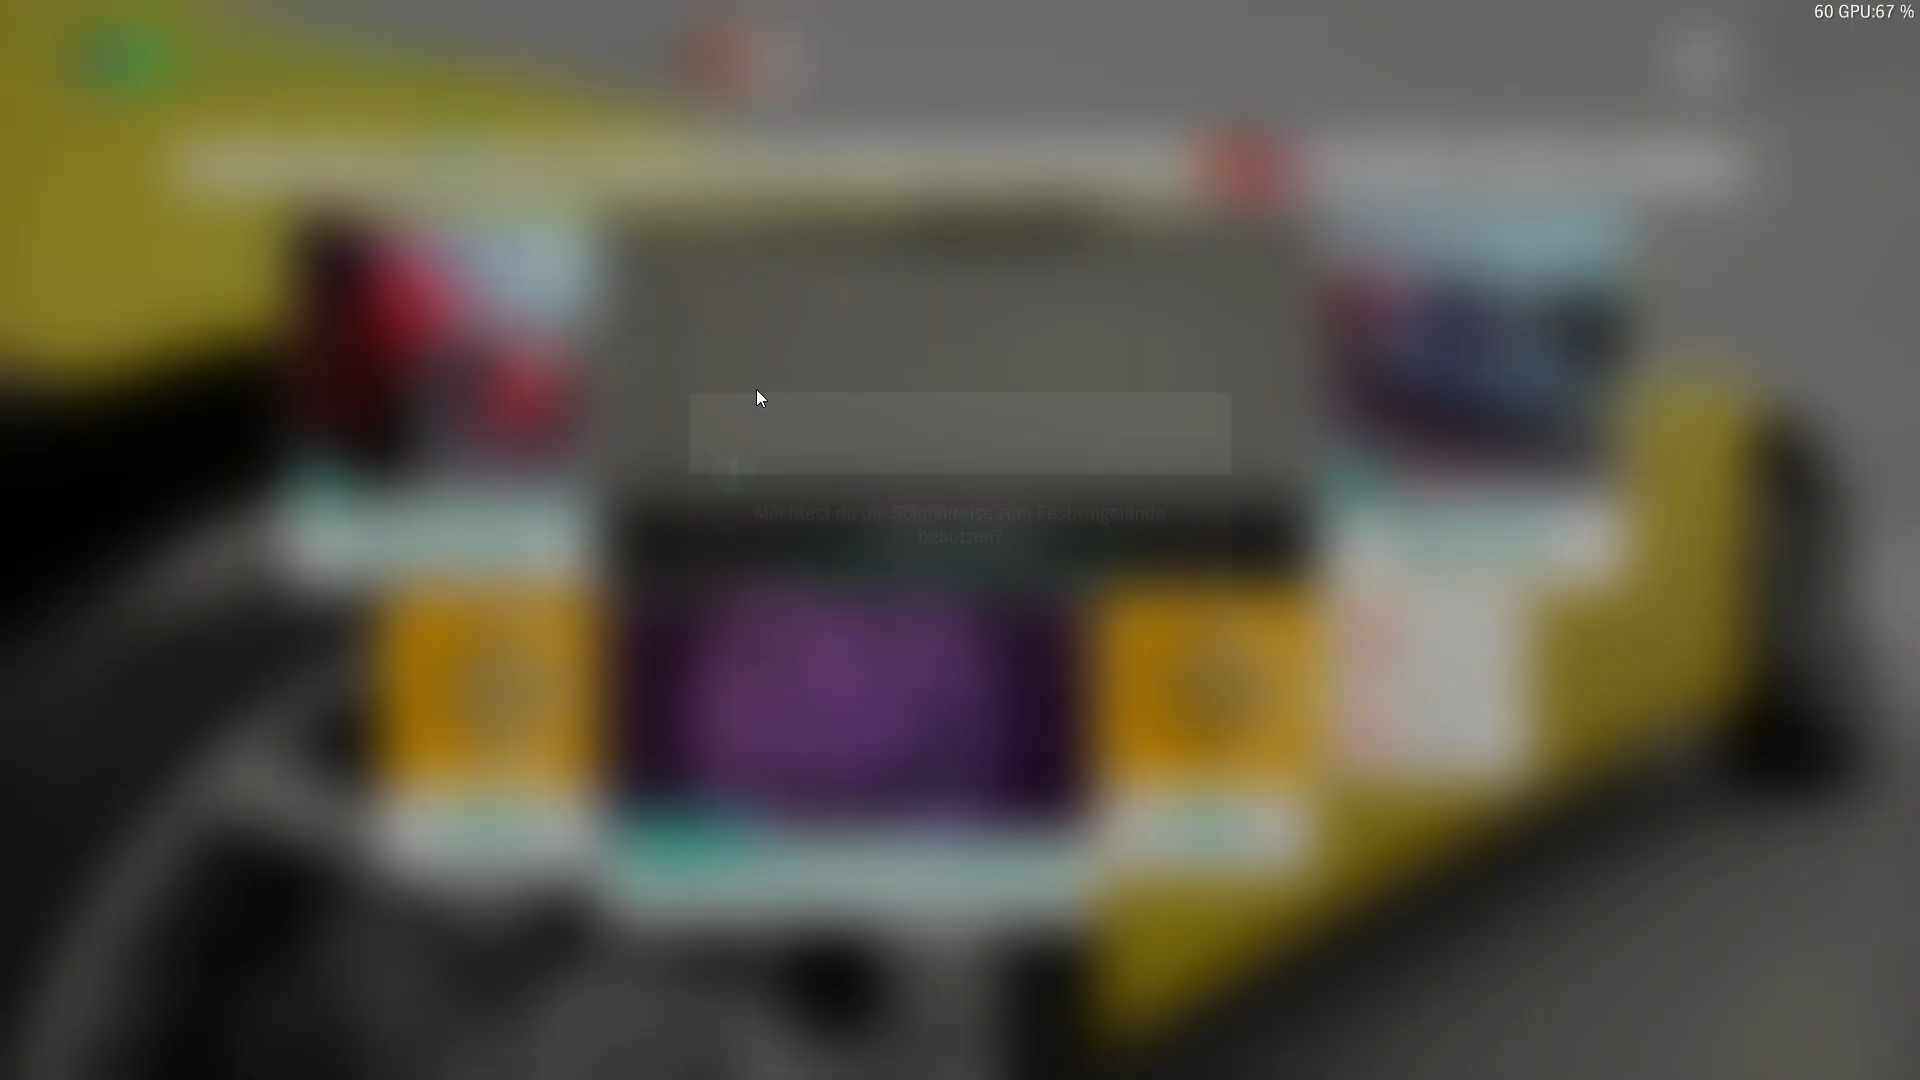 60 GPU:67 %
Möchtest du die Schnellreise zum Festivalgelände
benutzen?